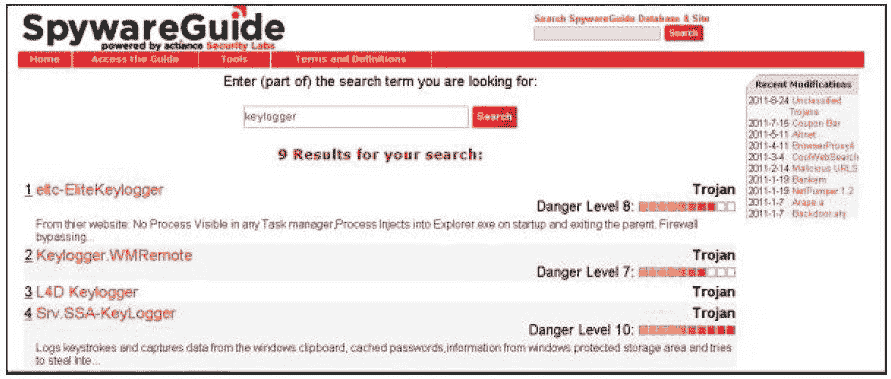 SpywareGuide
powered by actiance Security Labs
Search SpywareGuide Database & Site
Search
Home Access the Guide Tools Terms and Definitions
Enter (part of) the search term you are looking for:
keylogger Search
9 Results for your search:
1 eltc-EliteKeylogger Trojan
Danger Level 8:
From thier website: No Process Visible in any Task manager,Process Injects into Explorer.exe on startup and exiting the parent. Firewall
bypassing...
2 Keylogger.WMRemote Trojan
Danger Level 7:
3 L4D Keylogger Trojan
4 Srv.SSA-KeyLogger Trojan
Danger Level 10:
Logs keystrokes and captures data from the windows clipboard, cached passwords,information from windows protected storage area and tries
to steal Inte...
Recent Modifications
2011-8-24 Unclassified
Trojans
2011-7-15 Coupon Bar
2011-5-11 Altnet
2011-4-11
2011-3-4 CoolWebSearch
2011-2-14 Malicious URLS
2011-1-19 Bankem
2011-1-19 NetPumper 1.2
2011-1-7
2011-1-7